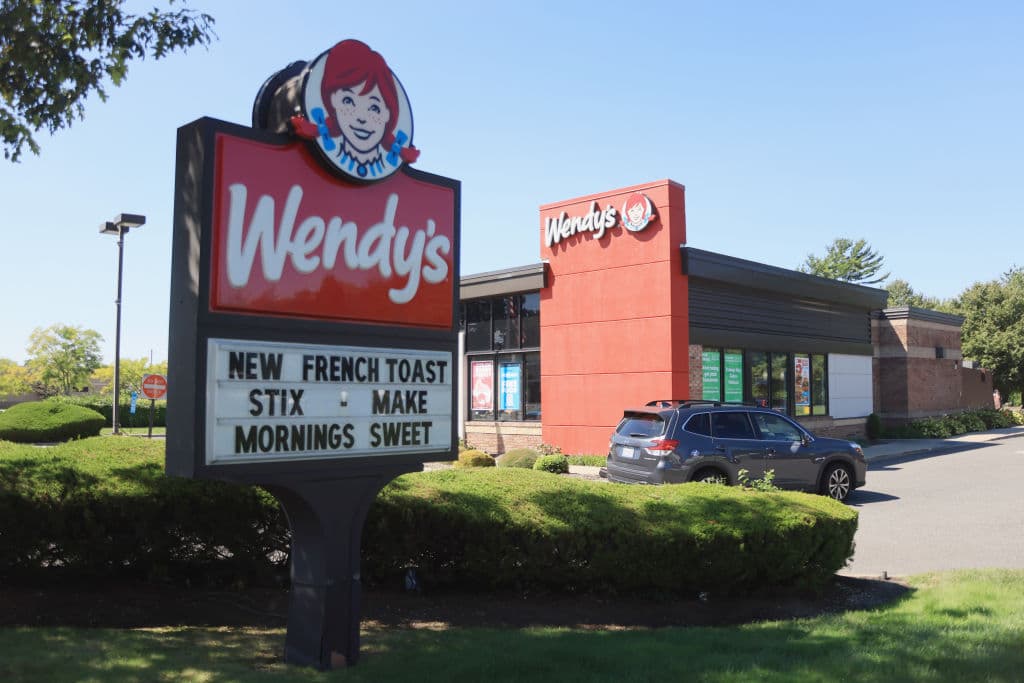 Wendy's
NEW FRENCH TOAST
STIX - MAKE
MORNINGS SWEET
Wendy's